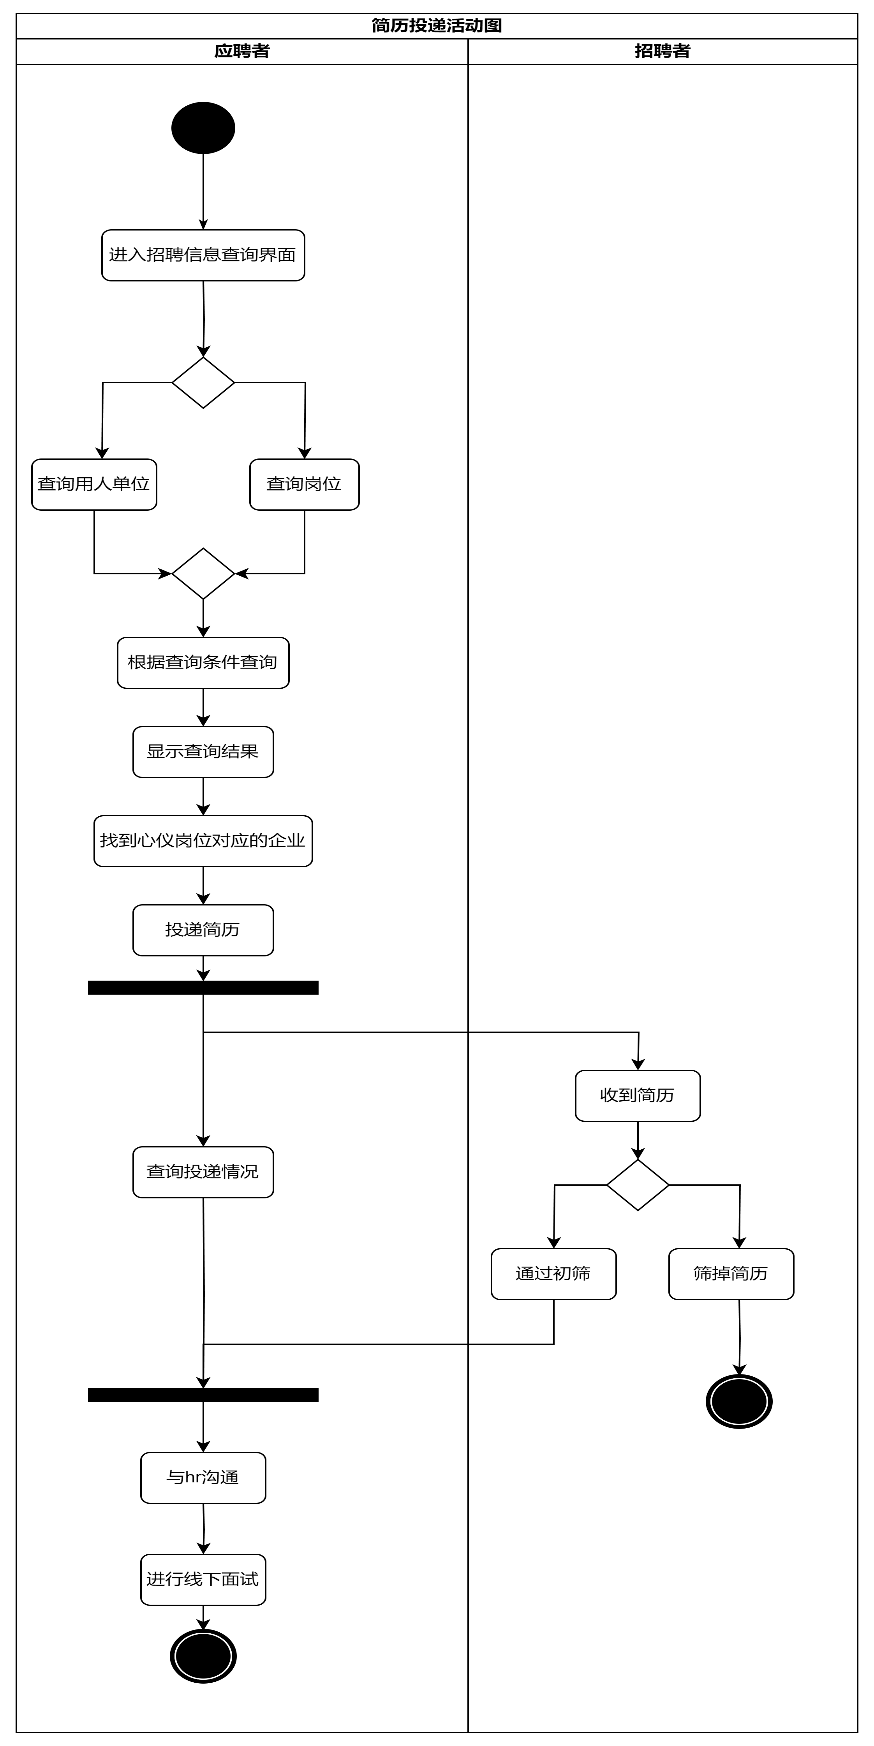 简历投递活动图
应聘者
招聘者
进入招聘信息查询界面
查询用人单位
查询岗位
根据查询条件查询
显示查询结果
找到心仪岗位对应的企业
投递简历
收到简历
查询投递情况
通过初筛
筛掉简历
与hr沟通
进行线下面试